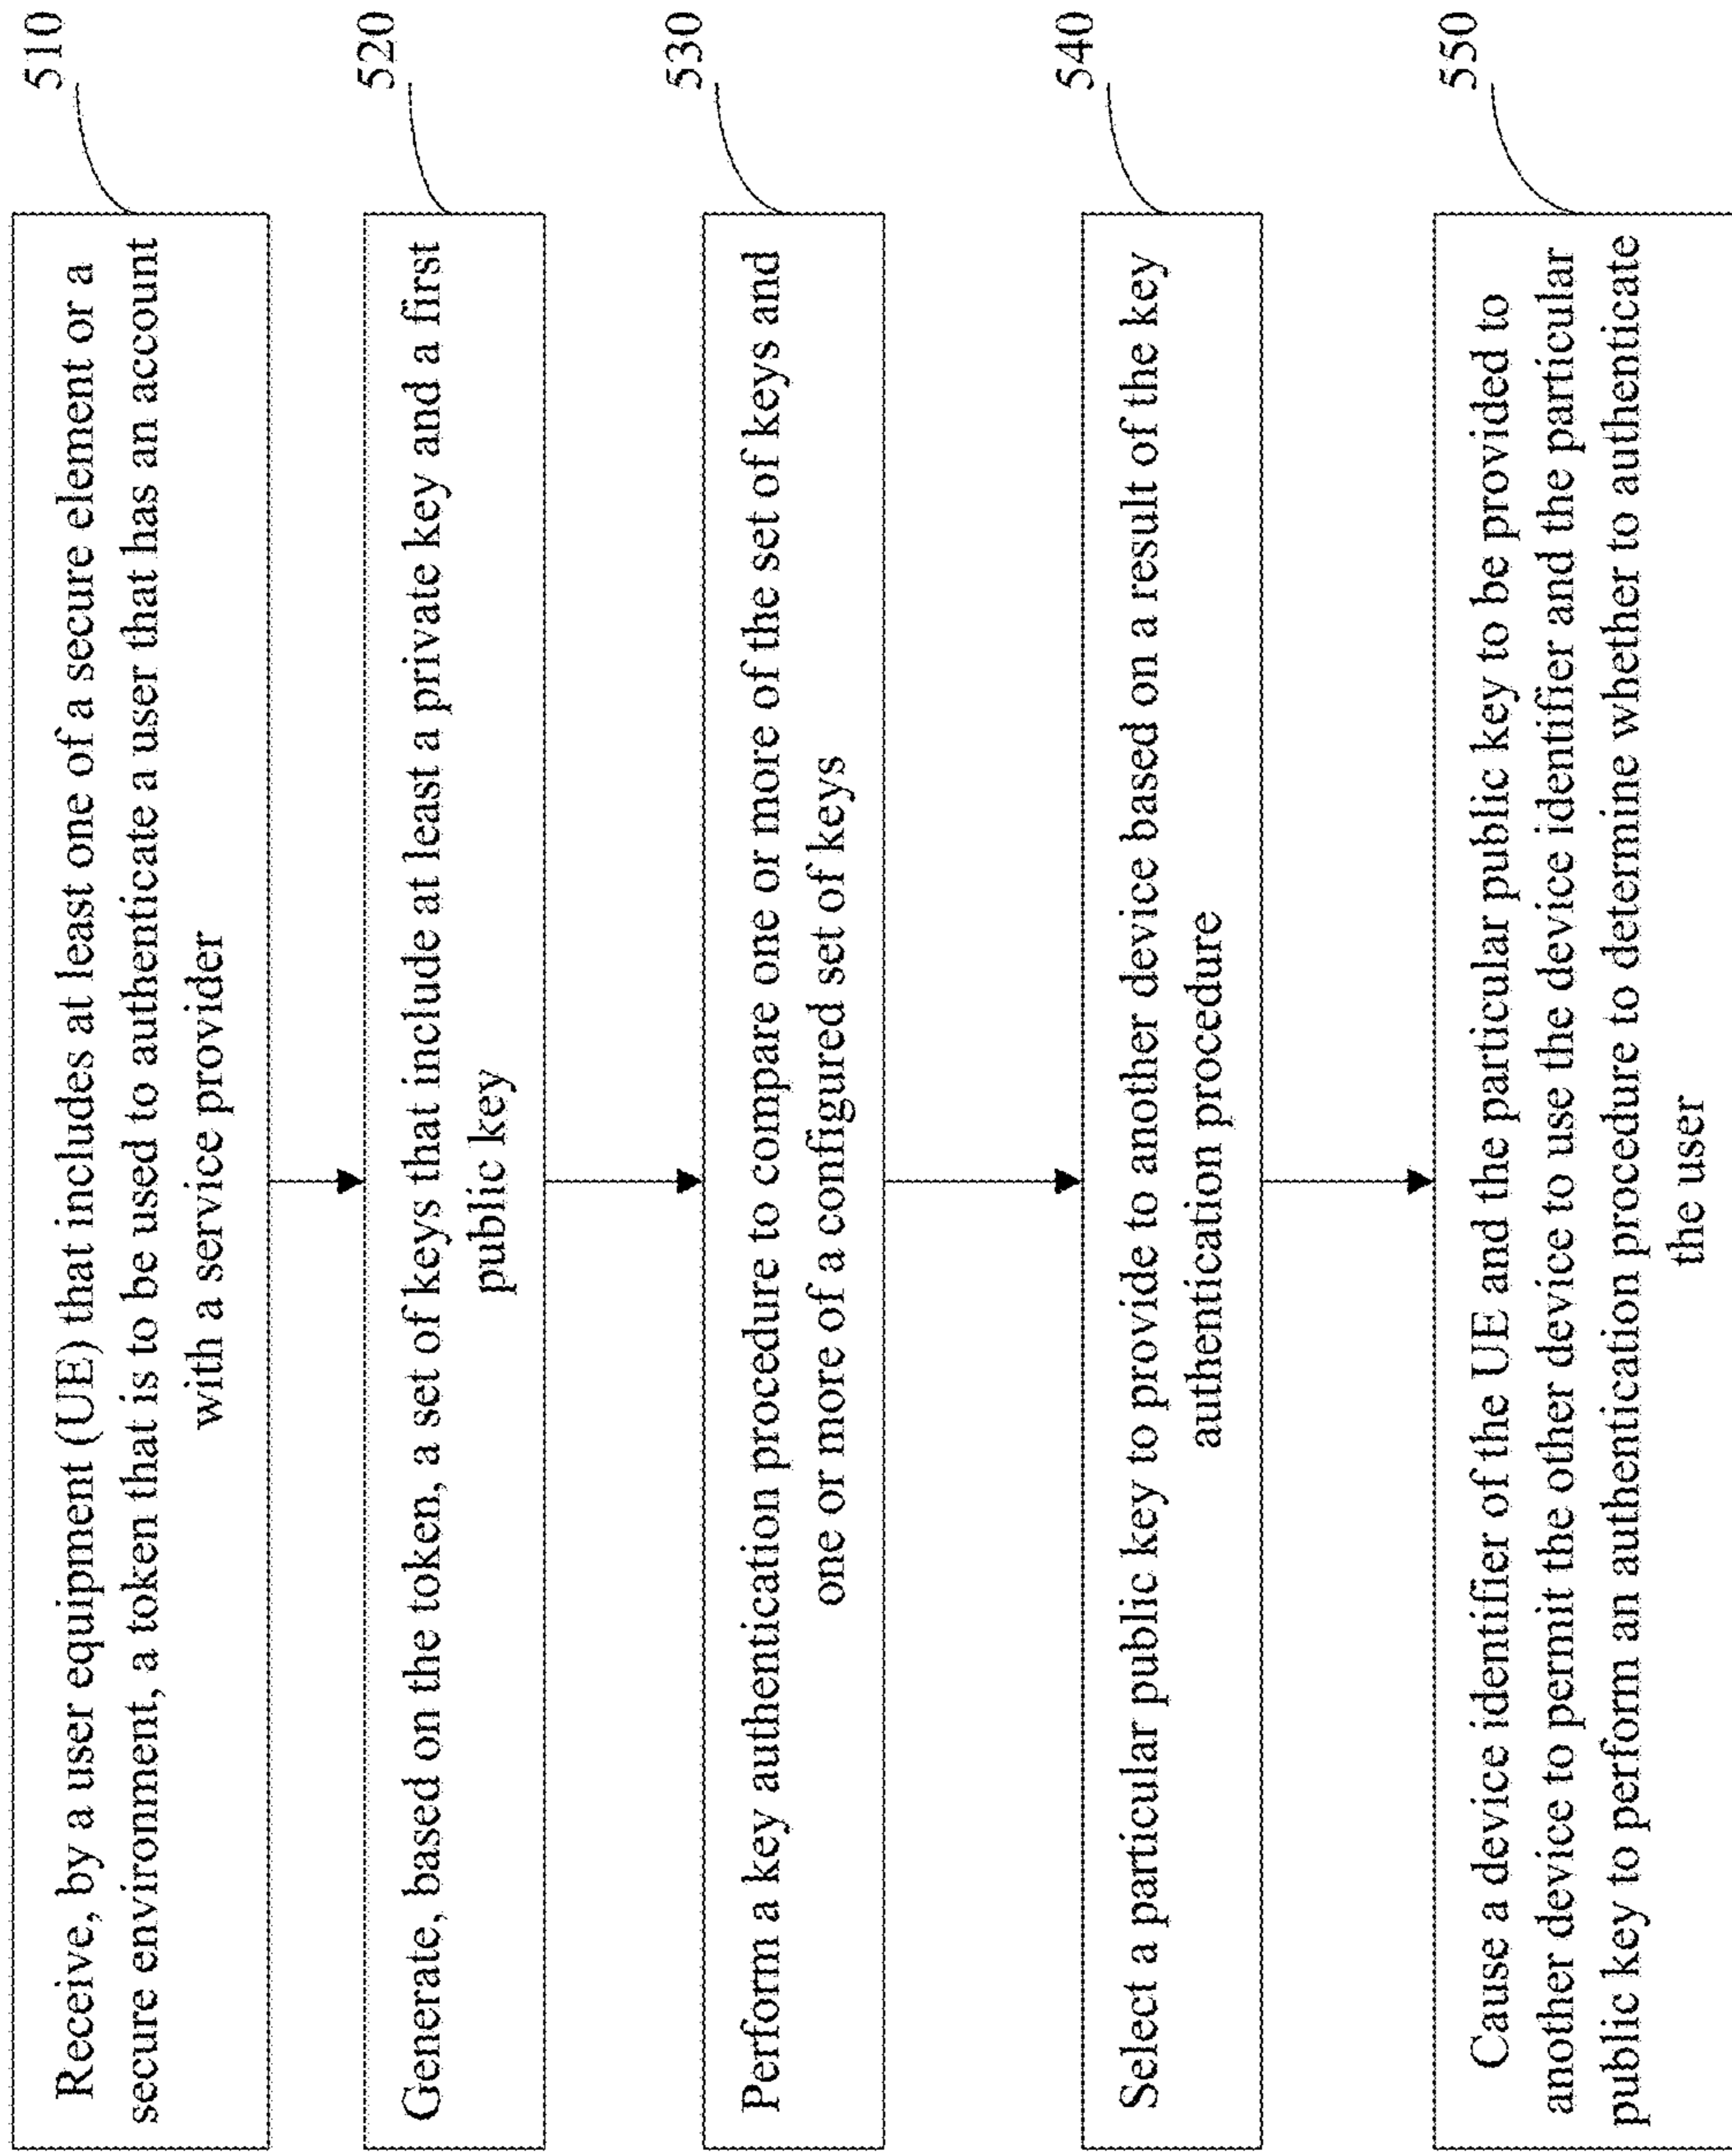 510
Receive, by a user equipment (UE) that includes at least one of a secure element or a
secure environment, a token that is to be used to authenticate a user that has an account
with a service provider
520
Generate, based on the token, a set of keys that include at least a private key and a first
public key
530
Perform a key authentication procedure to compare one or more of the set of keys and
one or more of a configured set of keys
540
Select a particular public key to provide to another device based on a result of the key
authentication procedure
550
Cause a device identifier of the UE and the particular public key to be provided to
another device to permit the other device to use the device identifier and the particular
public key to perform an authentication procedure to determine whether to authenticate
the user